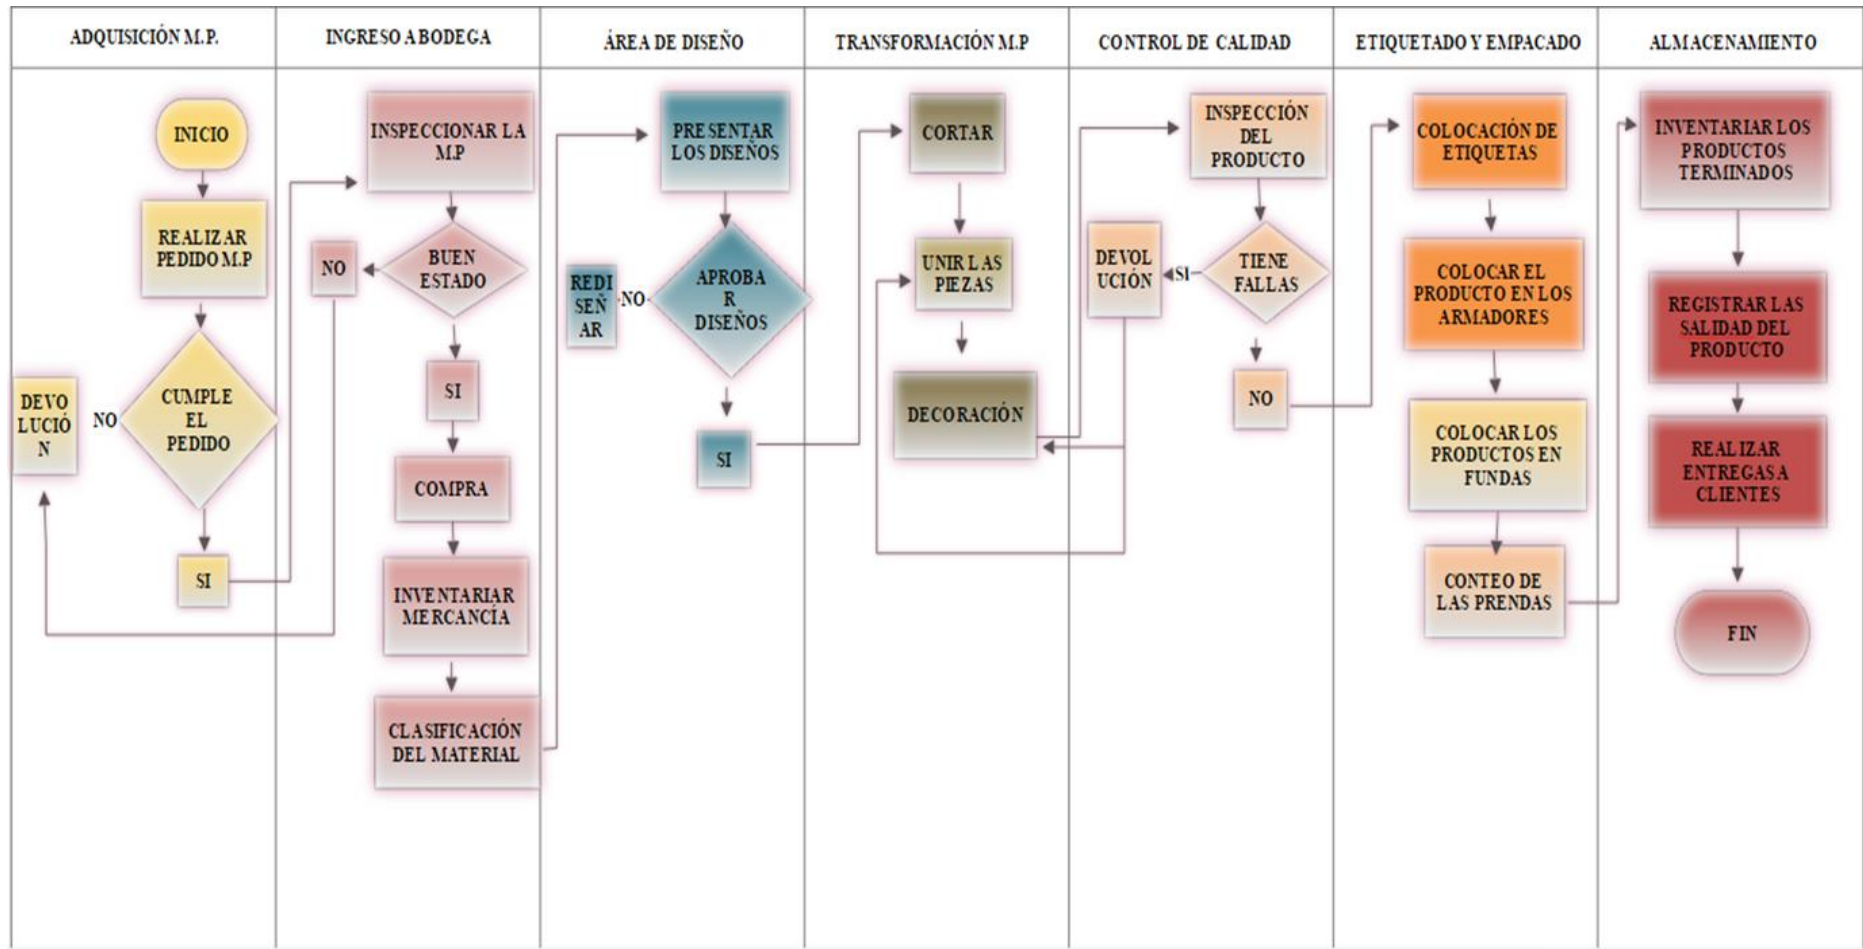 ADQUISICIÓN M.P.
INGRESO A BODEGA
ÁREA DE DISEÑO
TRANSFORMACIÓN M.P
CONTROL DE CALIDAD
ETIQUETADO Y EMPACADO
ALMACENAMIENTO
INICIO
REALIZAR
PEDIDO M.P
CUMPLE
EL
PEDIDO
NO
DEVO
LUCIÓ
N
SI
INSPECCIONAR LA
M.P
BUEN
ESTADO
NO
SI
COMPRA
INVENTARIAR
MERCANCÍA
CLASIFICACIÓN
DEL MATERIAL
PRESENTAR
LOS DISEÑOS
APROBA
R
DISEÑOS
NO
REDI
SEÑ
AR
SI
CORTAR
UNIR LAS
PIEZAS
DECORACIÓN
INSPECCIÓN
DEL
PRODUCTO
TIENE
FALLAS
SI
DEVOL
UCIÓN
NO
COLOCACIÓN DE
ETIQUETAS
COLOCAR EL
PRODUCTO EN LOS
ARMADORES
COLOCAR LOS
PRODUCTOS EN
FUNDAS
CONTEO DE
LAS PRENDAS
INVENTARIAR LOS
PRODUCTOS
TERMINADOS
REGISTRAR LAS
SALIDAD DEL
PRODUCTO
REALIZAR
ENTREGAS A
CLIENTES
FIN